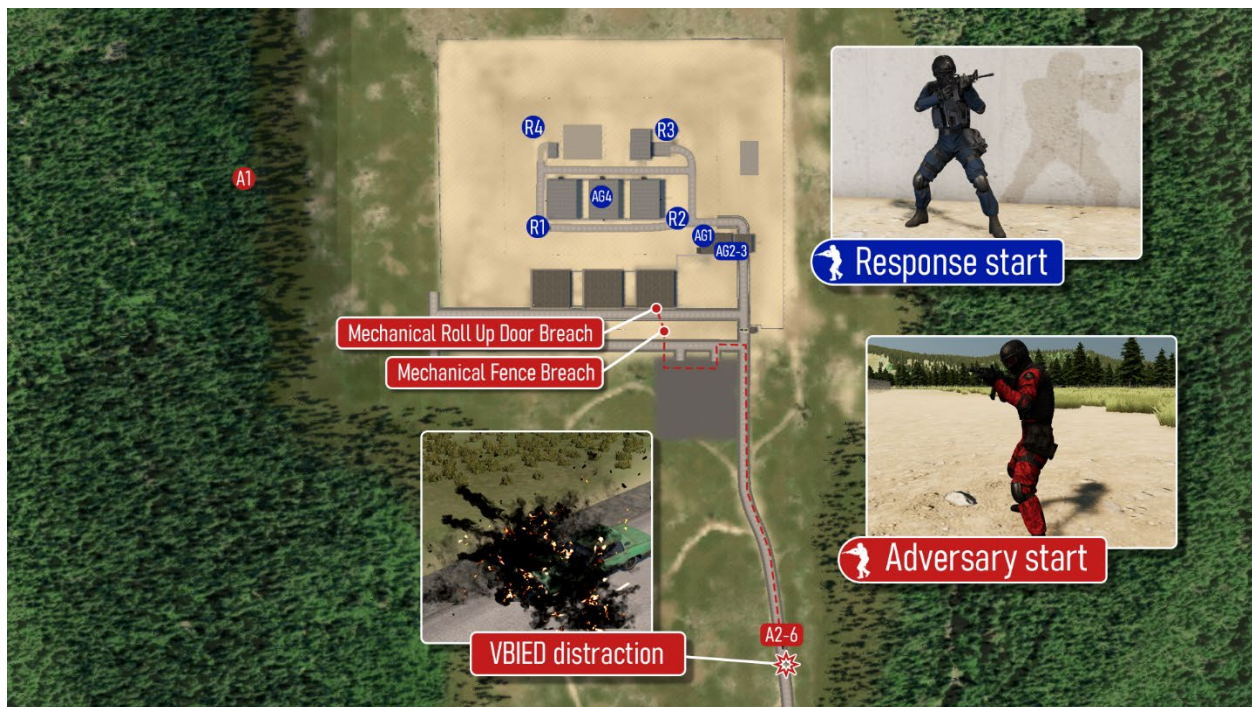 R4
R3
A1
AG4
R1
R2
AG1
AG2-3
Response start
Mechanical Roll Up Door Breach
Mechanical Fence Breach
Adversary start
A2-6
VBIED distraction